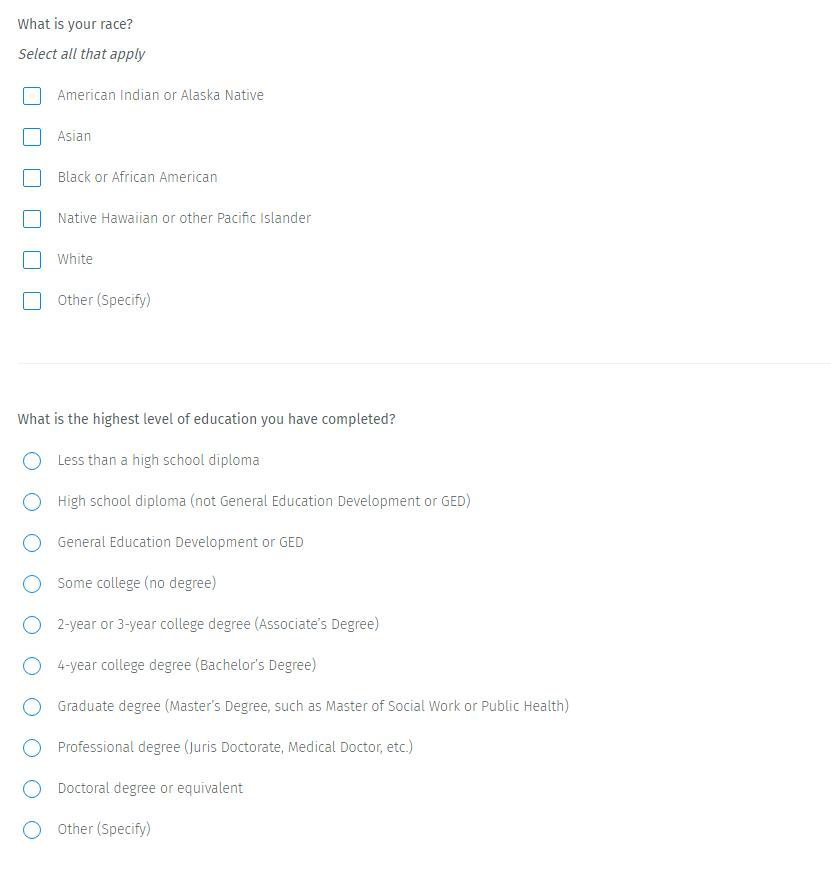 What is your race?
Select all that apply
American Indian or Alaska Native
Asian
Black or African American
Native Hawaiian or other Pacific Islander
White
Other (Specify)
What is the highest level of education you have completed?
Less than a high school diploma
High school diploma (not General Education Development or GED)
General Education Development or GED
Some college (no degree)
2-year or 3-year college degree (Associate's Degree)
4-year college degree (Bachelor's Degree)
Graduate degree (Master's Degree, such as Master of Social Work or Public Health)
Professional degree (Juris Doctorate, Medical Doctor, etc.)
Doctoral degree or equivalent
Other (Specify)